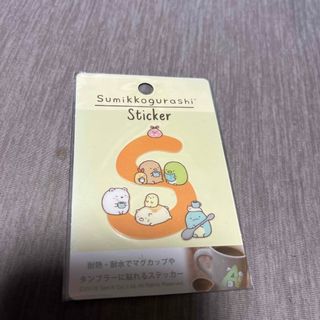 Sumikkogurashi
Sticker
S
耐熱・耐水でマグカップや
タンブラーに貼れるステッカー